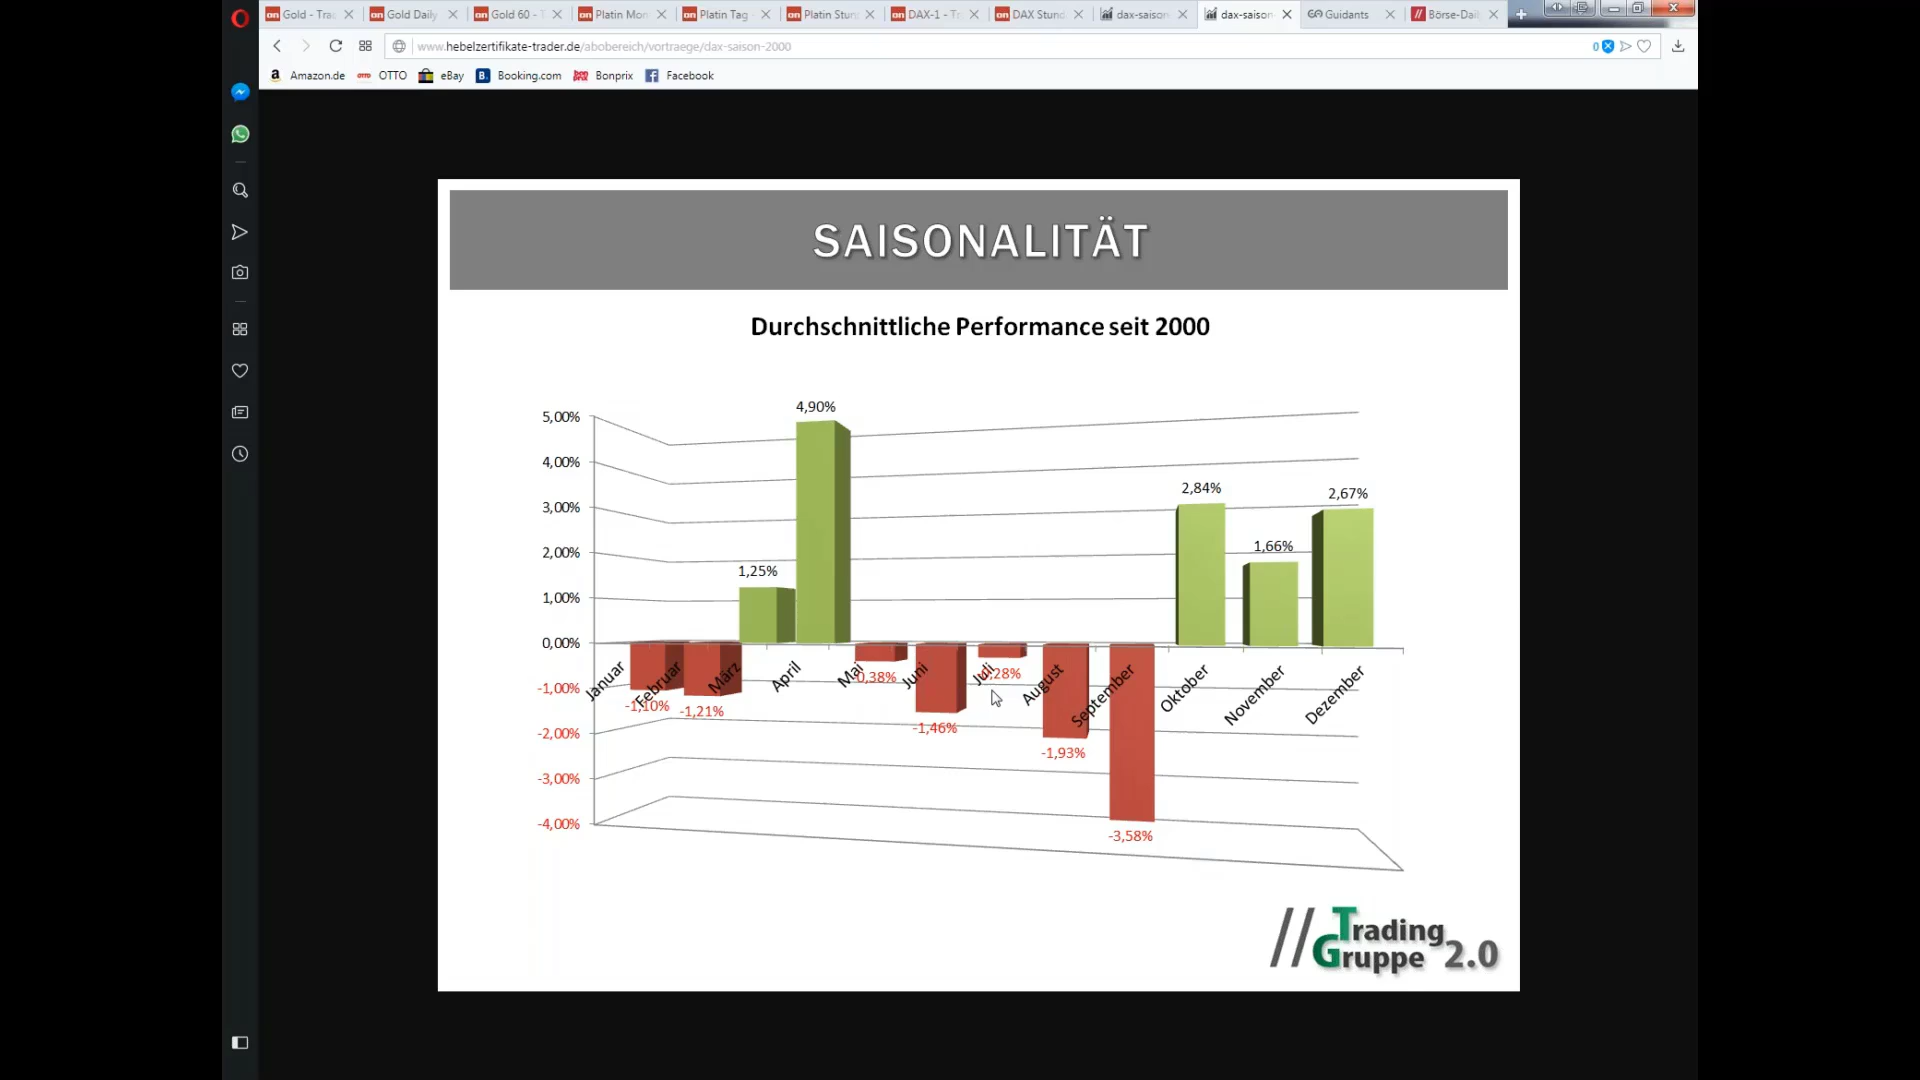 Gold - Trad
Gold Daily
Gold 60 - T
Platin Mon
Platin Tag -
Platin Stun
DAX-1 - Tr
DAX Stund
dax-saison
dax-saison
Guidants
Börse-Dail
www.hebelzertifikate-trader.de/abobereich/vortraege/dax-saison-2000
0
Amazon.de
OTTO
eBay
Booking.com
bon prix
Bonprix
Facebook
SAISONALITÄT
Durchschnittliche Performance seit 2000
5,00%
4,00%
3,00%
2,00%
1,00%
0,00%
-1,00%
-2,00%
-3,00%
-4,00%
-1,10%
-1,21%
1,25%
4,90%
-0,38%
-1,46%
-0,28%
-1,93%
-3,58%
2,84%
1,66%
2,67%
Januar
Februar
März
April
Mai
Juni
Juli
August
September
Oktober
November
Dezember
// Trading
Gruppe 2.0